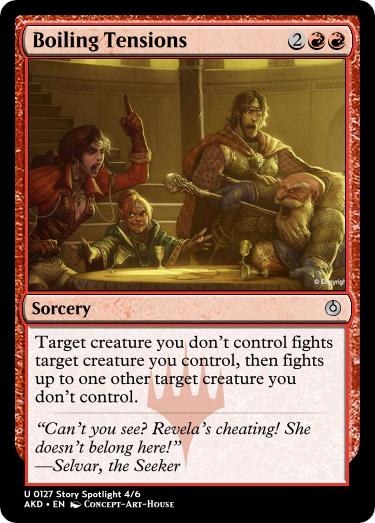 Boiling Tensions 2
© Copyrigh
Sorcery
Target creature you don't control fights
target creature you control, then fights
up to one other target creature you
don't control.
“Can't you see? Revela's cheating! She
doesn't belong here!”
—Selvar, the Seeker
U 0127 Story Spotlight 4/6
AKD • EN Concept-Art-House